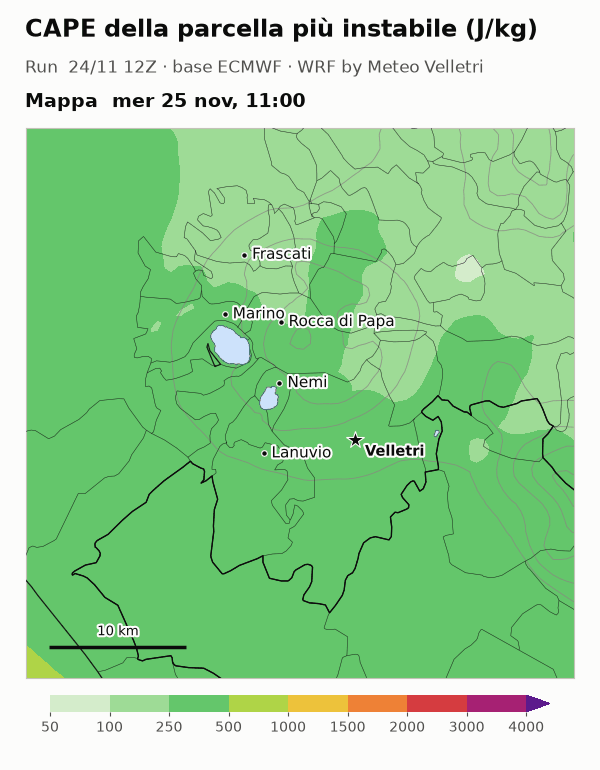 CAPE della parcella più instabile (J/kg)
Run  24/11 12Z · base ECMWF · WRF by Meteo Velletri
Mappa  mer 25 nov, 11:00
Frascati
Marino
Rocca di Papa
Nemi
Velletri
Lanuvio
10 km
50 100 250 500 1000 1500 2000 3000 4000